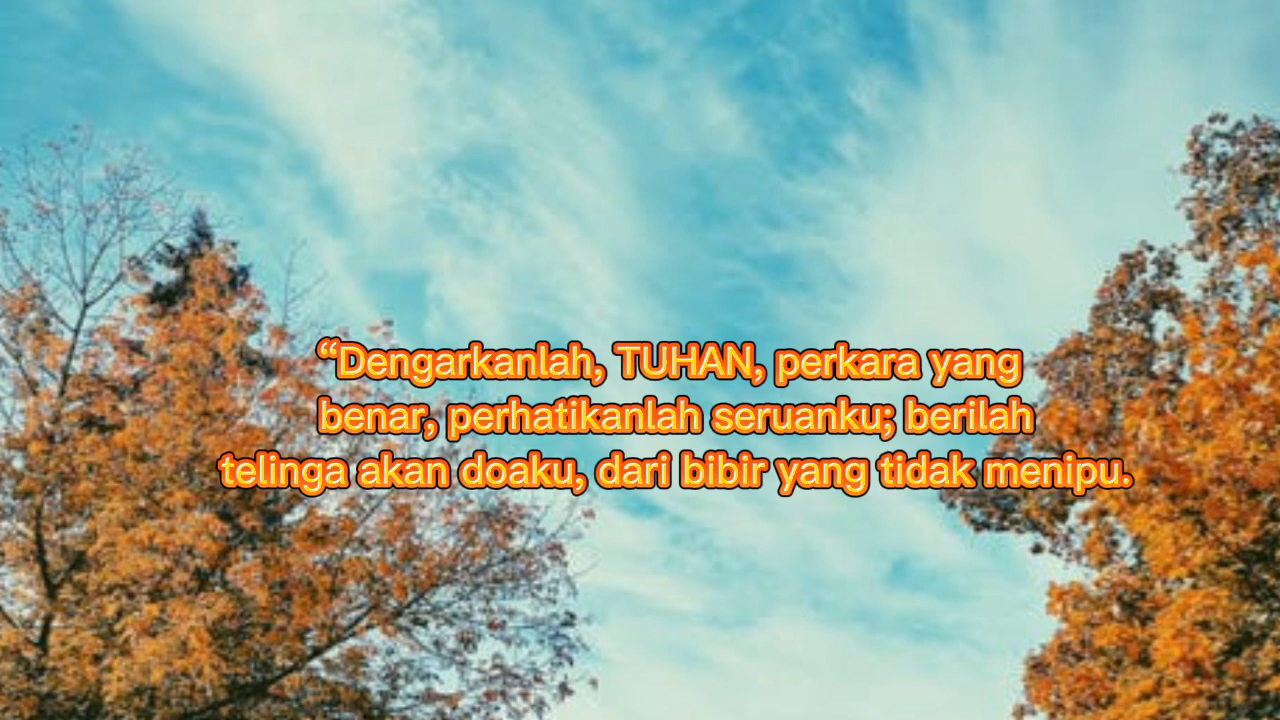 “Dengarkanlah, TUHAN, perkara yang
benar, perhatikanlah seruanku; berilah
telinga akan doaku, dari bibir yang tidak menipu.